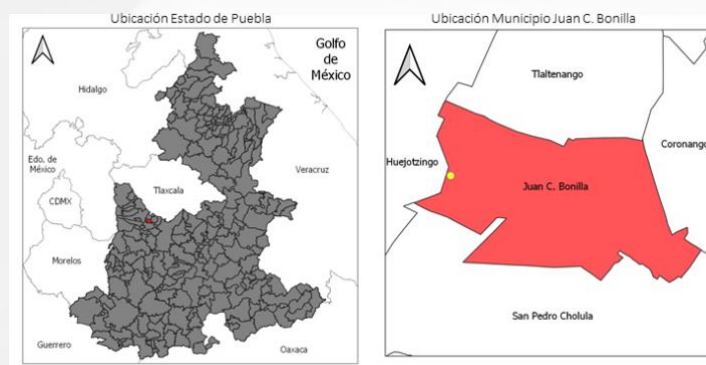 Ubicación Estado de Puebla
Golfo
de
México
Hidalgo
Edo. de
México
CDMX
Tlaxcala
Veracruz
Morelos
Guerrero
Oaxaca
Ubicación Municipio Juan C. Bonilla
Tlaltenango
Coronango
Huejotzingo
Juan C. Bonilla
San Pedro Cholula